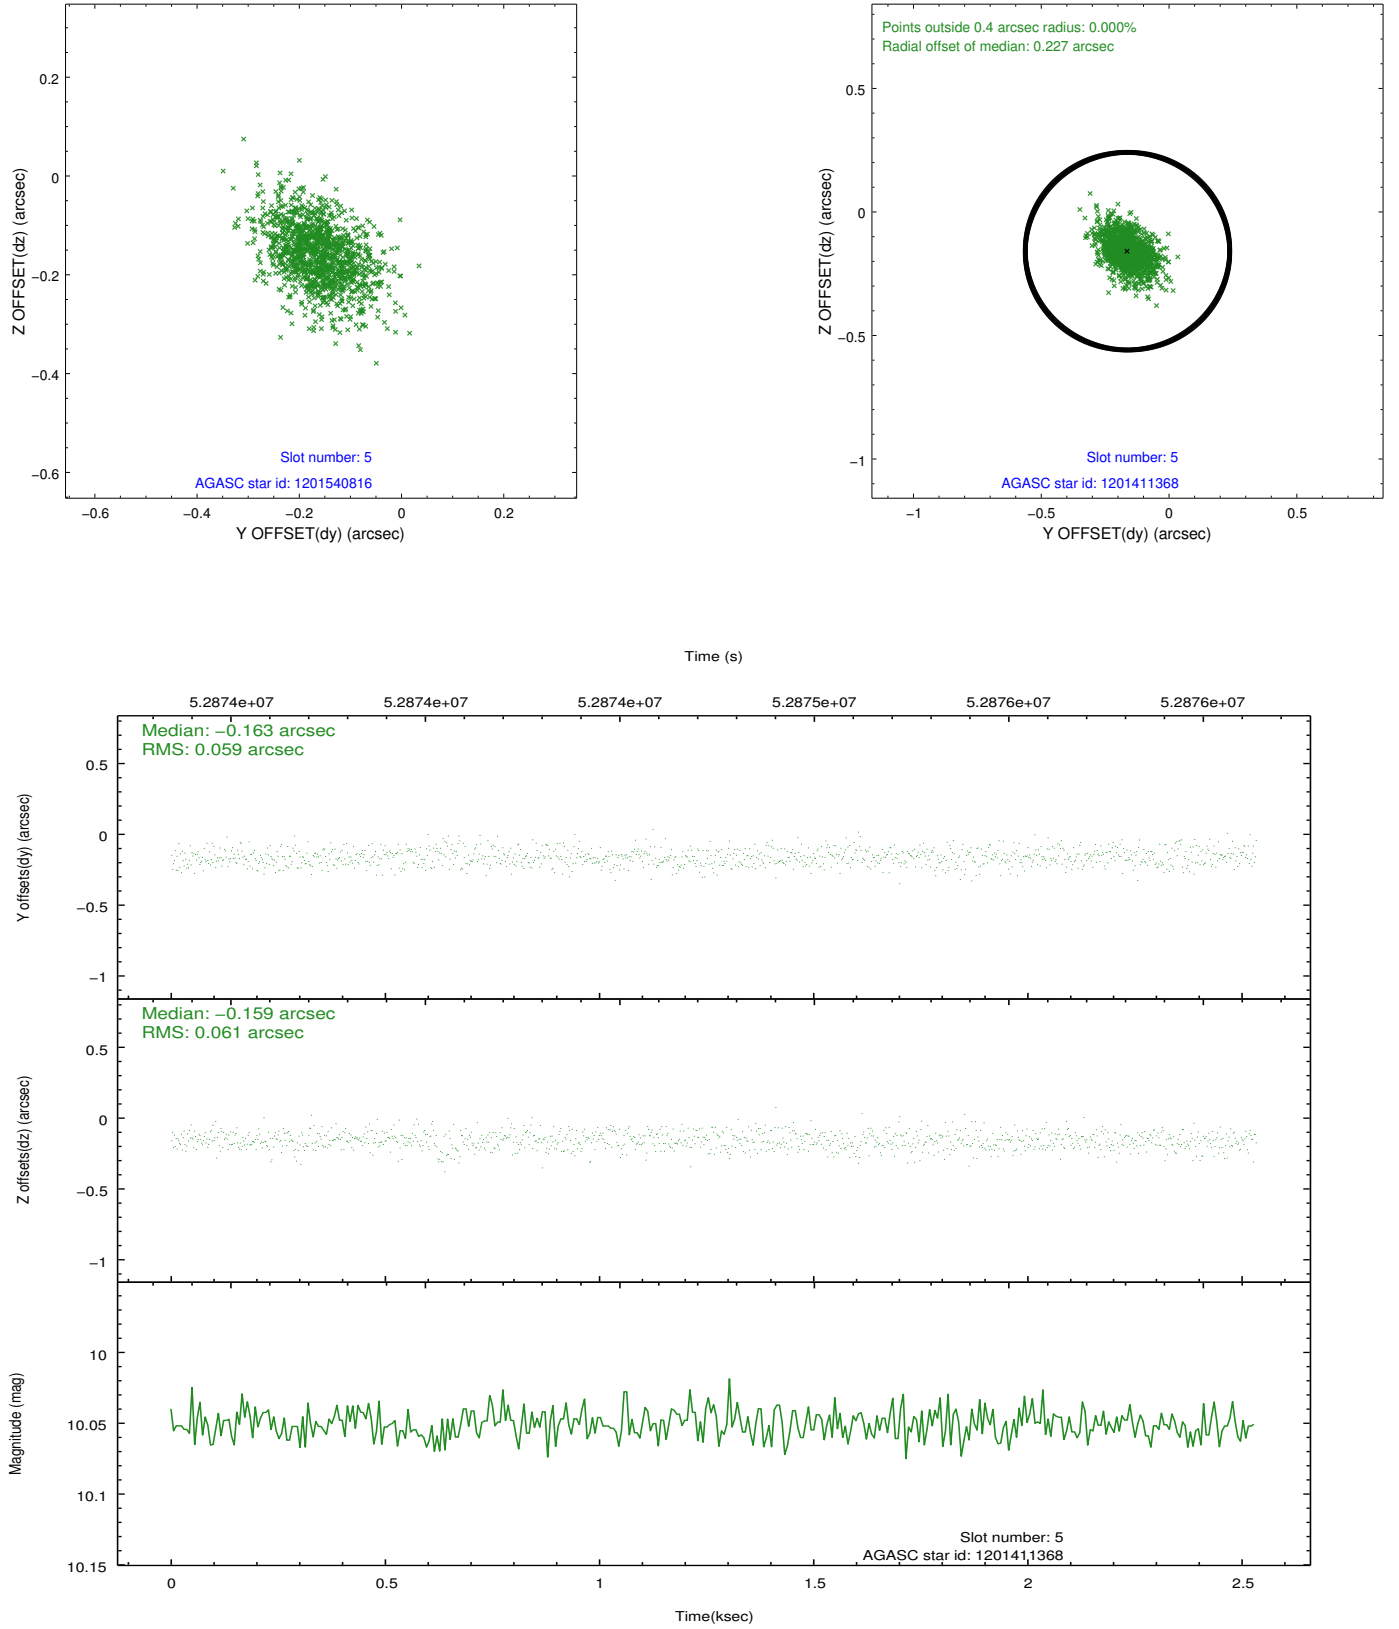 0.2
0
−0.2
−0.4
−0.6
Z OFFSET(dz) (arcsec)
Slot number: 5
AGASC star id: 1201540816
−0.6 −0.4 −0.2 0 0.2
Y OFFSET(dy) (arcsec)
Points outside 0.4 arcsec radius: 0.000%
Radial offset of median: 0.227 arcsec
0.5
0
−0.5
−1
Z OFFSET(dz) (arcsec)
Slot number: 5
AGASC star id: 1201411368
−1 −0.5 0 0.5
Y OFFSET(dy) (arcsec)
Time (s)
5.2874e+07 5.2874e+07 5.2874e+07 5.2875e+07 5.2876e+07 5.2876e+07
Median: −0.163 arcsec
RMS: 0.059 arcsec
0.5
0
−0.5
−1
Y offsets(dy) (arcsec)
Median: −0.159 arcsec
RMS: 0.061 arcsec
0.5
0
−0.5
−1
Z offsets(dz) (arcsec)
10
10.05
10.1
10.15
Magnitude (mag)
Slot number: 5
AGASC star id: 1201411368
0 0.5 1 1.5 2 2.5
Time(ksec)